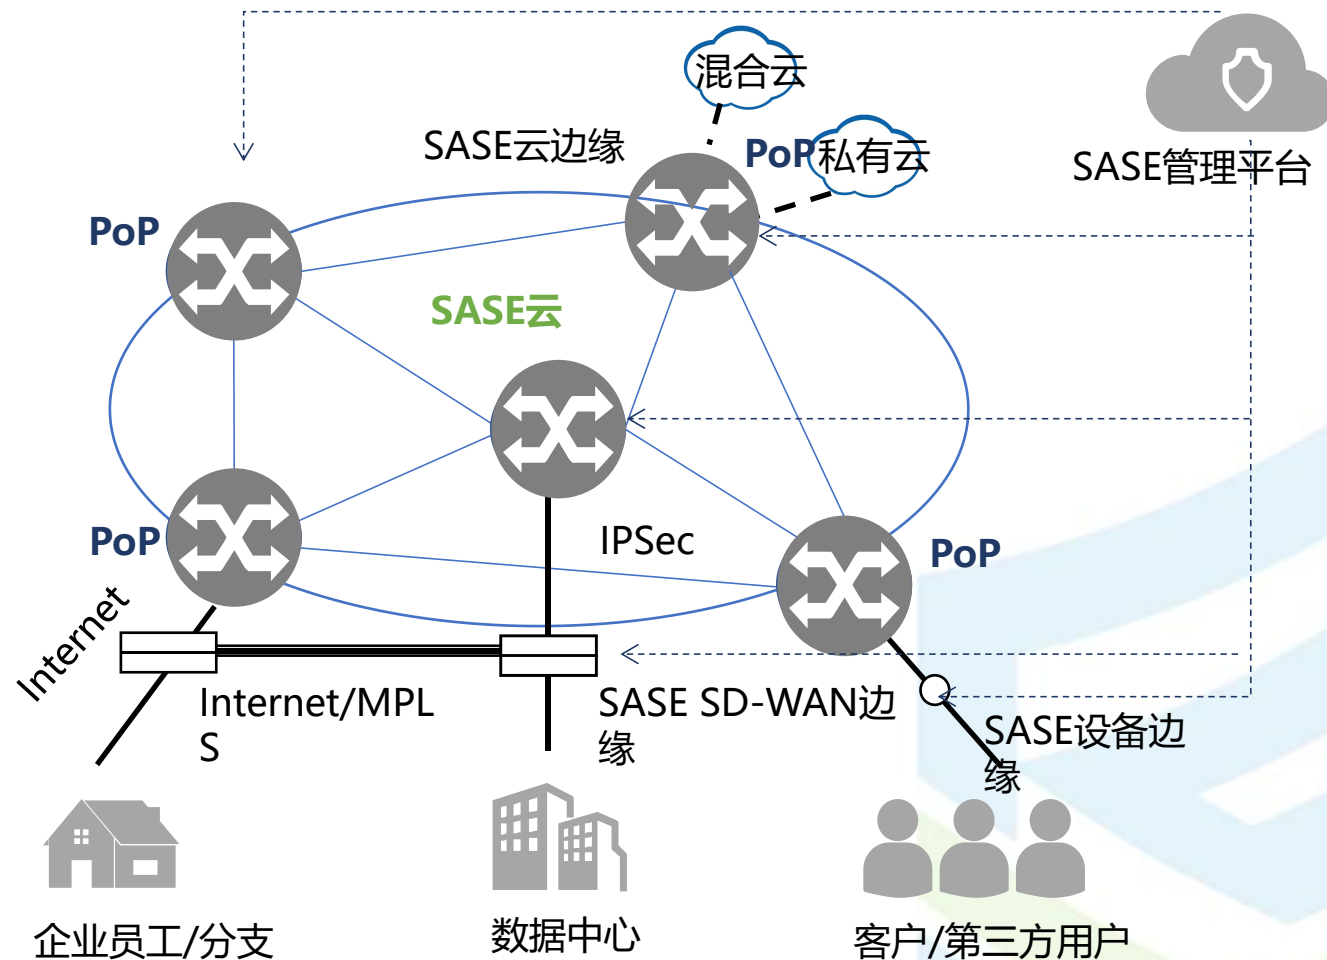 混合云
SASE云边缘
PoP
私有云
SASE管理平台
PoP
SASE云
PoP
IPSec
PoP
Internet
Internet/MPL
S
SASE SD-WAN边
缘
SASE设备边
缘
企业员工/分支
数据中心
客户/第三方用户